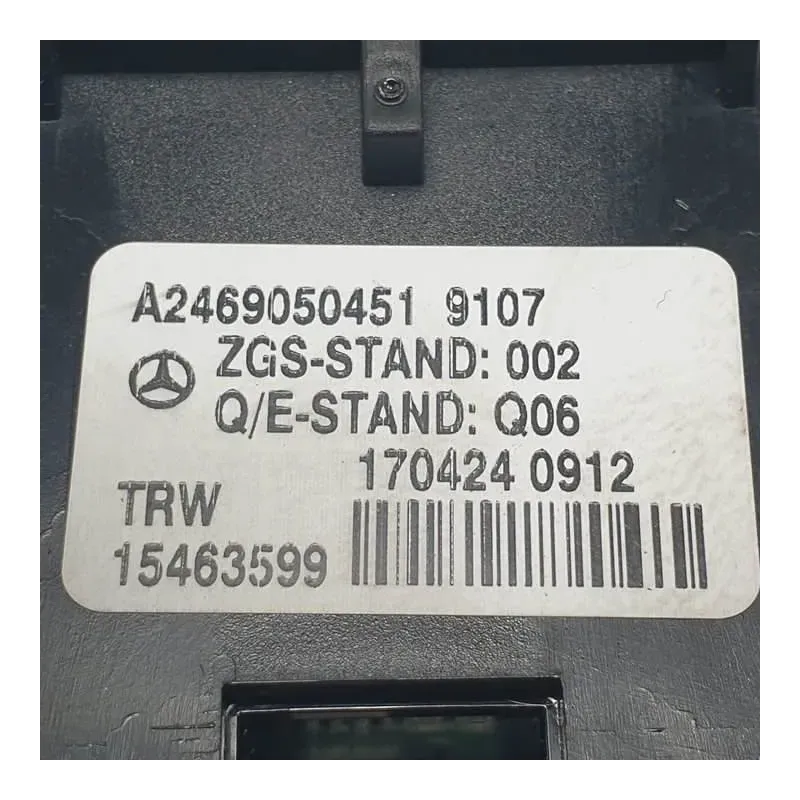 A2469050451 9107
ZGS-STAND: 002
Q/E-STAND: Q06
170424 0912
TRW
15463599